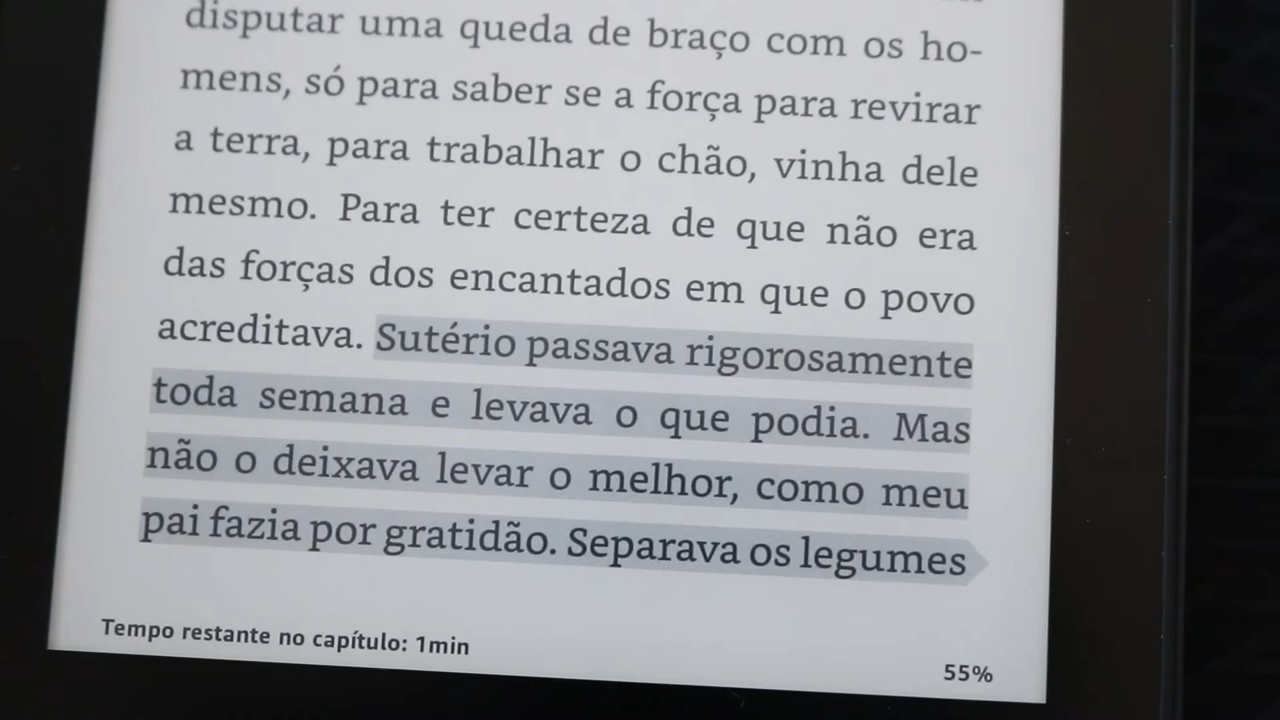 disputar uma queda de braço com os ho-
mens, só para saber se a força para revirar
a terra, para trabalhar o chão, vinha dele
mesmo. Para ter certeza de que não era
das forças dos encantados em que o povo
acreditava. Sutério passava rigorosamente
toda semana e levava o que podia. Mas
não o deixava levar o melhor, como meu
pai fazia por gratidão. Separava os legumes
Tempo restante no capítulo: 1min
55%